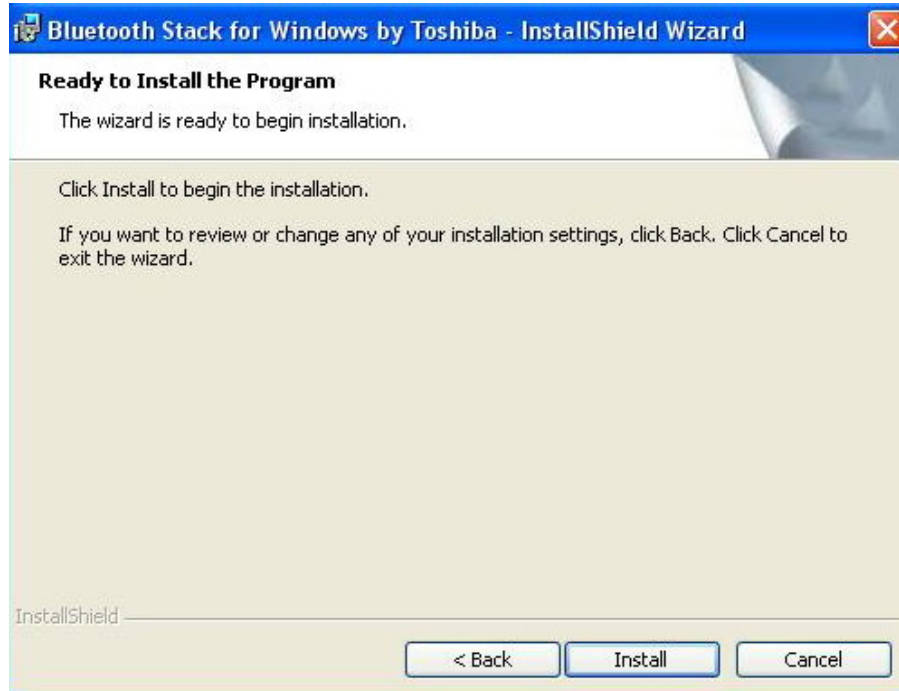 Bluetooth Stack for Windows by Toshiba - InstallShield Wizard
Ready to Install the Program
The wizard is ready to begin installation.
Click Install to begin the installation.
If you want to review or change any of your installation settings, click Back. Click Cancel to
exit the wizard.
InstallShield
< Back Install Cancel